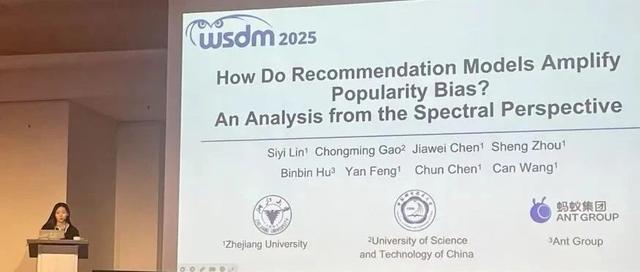 wsdm 2025
How Do Recommendation Models Amplify
Popularity Bias?
An Analysis from the Spectral Perspective
Siyi Lin¹ Chongming Gao² Jiawei Chen¹ Sheng Zhou¹
Binbin Hu³ Yan Feng¹ Chun Chen¹ Can Wang¹
蚂蚁集团
ANT GROUP
¹Zhejiang University
²University of Science
and Technology of China
³Ant Group